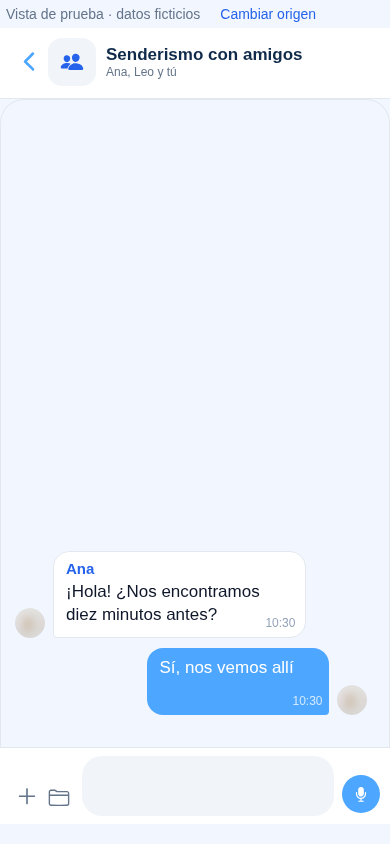 Vista de prueba · datos ficticios Cambiar origen
Senderismo con amigos
Ana, Leo y tú
Ana
¡Hola! ¿Nos encontramos
diez minutos antes?
10:30
Sí, nos vemos allí
10:30